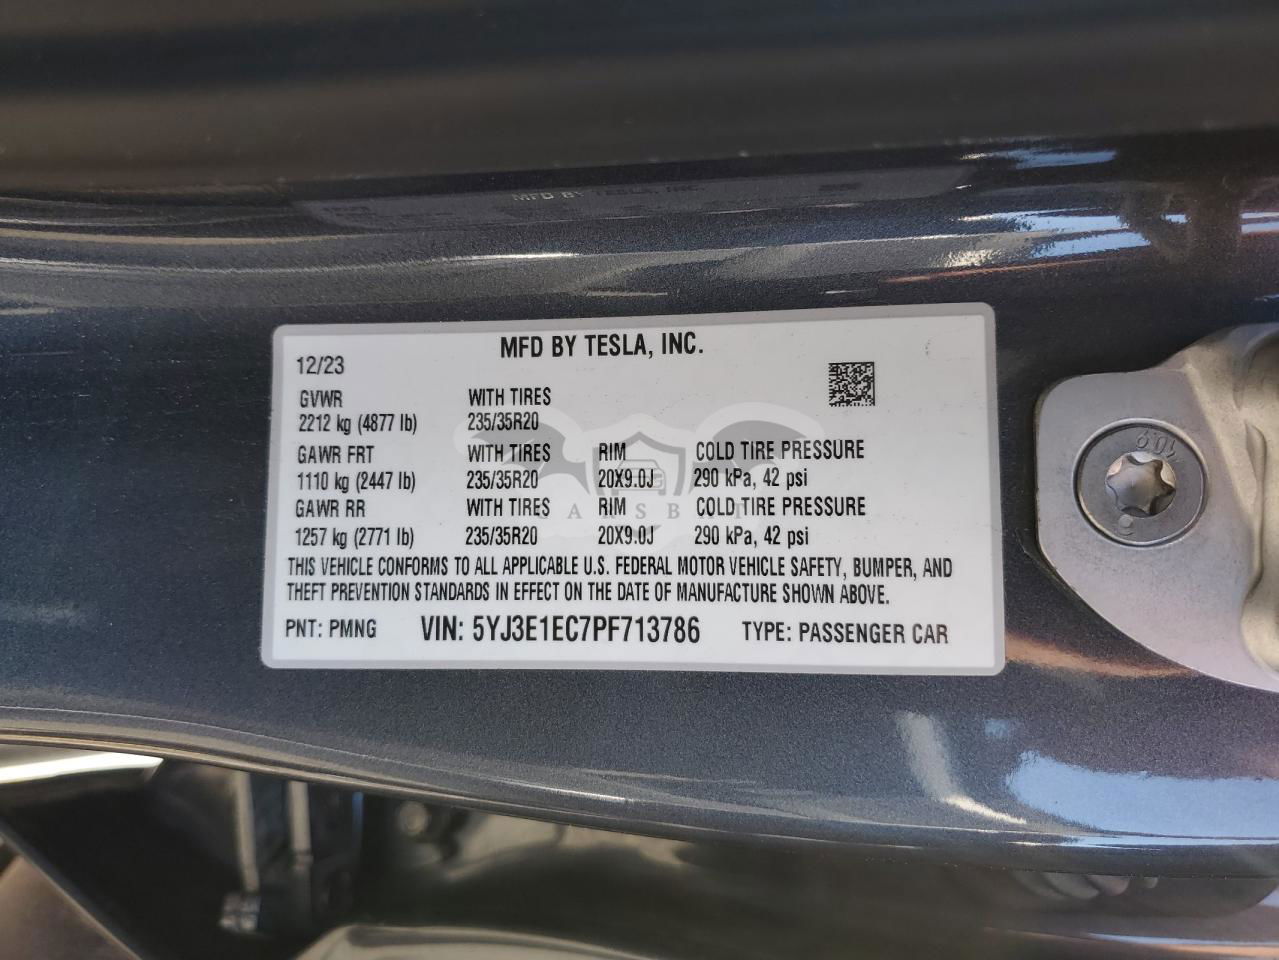 MFD BY TESLA, INC.
12/23
GVWR WITH TIRES
2212 kg (4877 lb) 235/35R20
GAWR FRT WITH TIRES RIM COLD TIRE PRESSURE
1110 kg (2447 lb) 235/35R20 20X9.0J 290 kPa, 42 psi
GAWR RR WITH TIRES RIM COLD TIRE PRESSURE
1257 kg (2771 lb) 235/35R20 20X9.0J 290 kPa, 42 psi
THIS VEHICLE CONFORMS TO ALL APPLICABLE U.S. FEDERAL MOTOR VEHICLE SAFETY, BUMPER, AND
THEFT PREVENTION STANDARDS IN EFFECT ON THE DATE OF MANUFACTURE SHOWN ABOVE.
PNT: PMNG VIN: 5YJ3E1EC7PF713786 TYPE: PASSENGER CAR
10.9